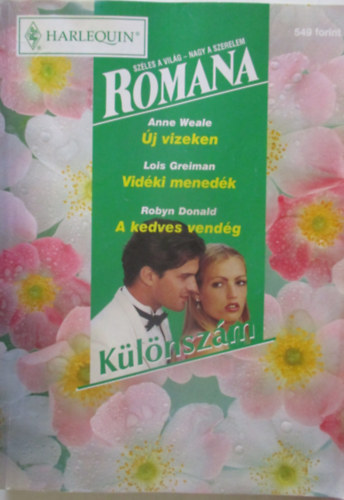 HARLEQUIN®
549 forint
SZÉLES A VILÁG – NAGY A SZERELEM
ROMANA
Anne Weale
Új vizeken
Lois Greiman
Vidéki menedék
Robyn Donald
A kedves vendég
Különszám